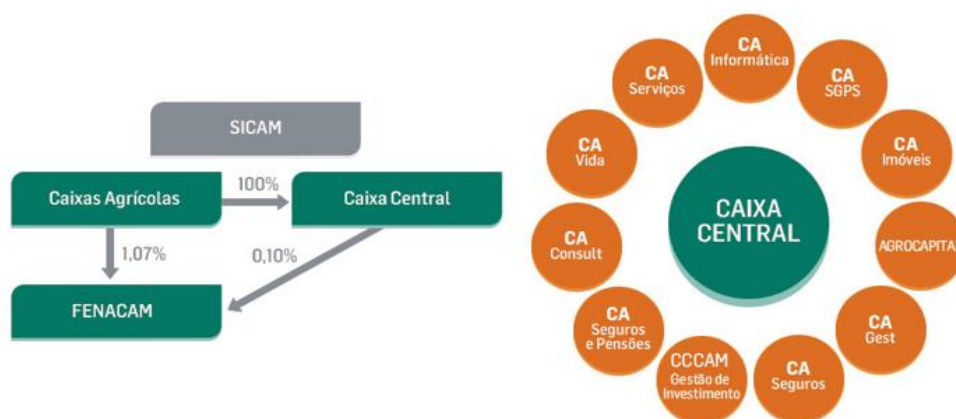 SICAM
Caixas Agrícolas
100%
Caixa Central
1,07%
0,10%
FENACAM
CAIXA
CENTRAL
CA
Informática
CA
SGPS
CA
Imóveis
AGROCAPITAL
CA
Gest
CA
Seguros
CCCAM
Gestão de
Investimento
CA
Seguros
e Pensões
CA
Consult
CA
Vida
CA
Serviços